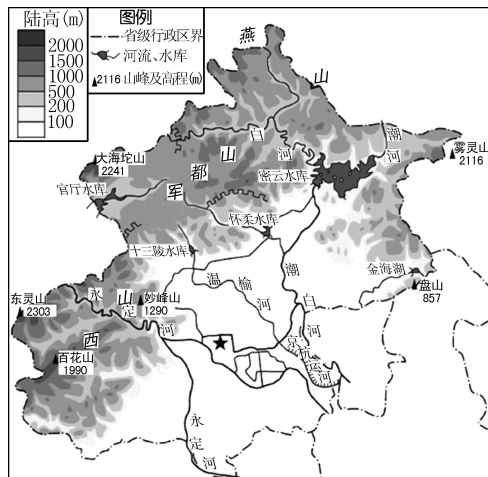 陆高(m)
2000
1500
1000
500
200
100
图例
省级行政区界
河流、水库
2116 山峰及高程(m)
燕
山
白
河
潮
河
雾灵山
2116
大海坨山
2241
都
山
军
密云水库
官厅水库
怀柔水库
十三陵水库
温
榆
河
潮
白
河
金海湖
盘山
857
东灵山
2303
永
定
河
山
妙峰山
1290
西
百花山
1990
京
杭
运
河
永
定
河